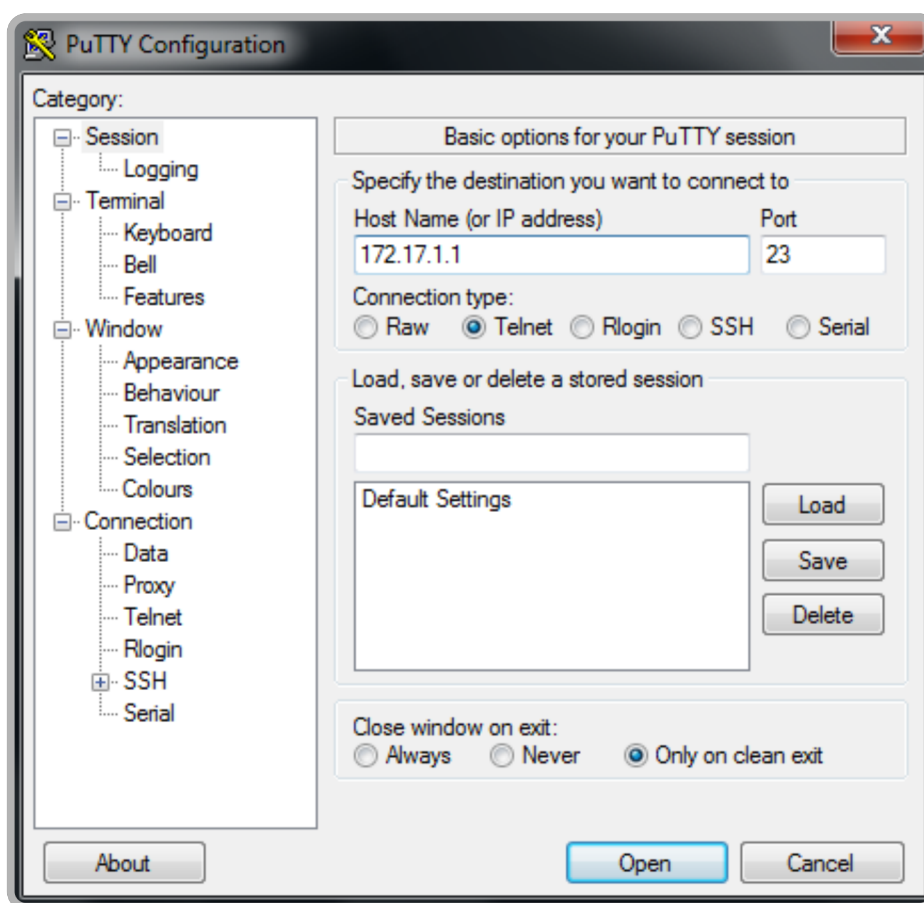 PuTTY Configuration
Category:
Session
Logging
Terminal
Keyboard
Bell
Features
Window
Appearance
Behaviour
Translation
Selection
Colours
Connection
Data
Proxy
Telnet
Rlogin
SSH
Serial
Basic options for your PuTTY session
Specify the destination you want to connect to
Host Name (or IP address) Port
172.17.1.1 23
Connection type:
Raw Telnet Rlogin SSH Serial
Load, save or delete a stored session
Saved Sessions
Default Settings
Load
Save
Delete
Close window on exit:
Always Never Only on clean exit
About Open Cancel